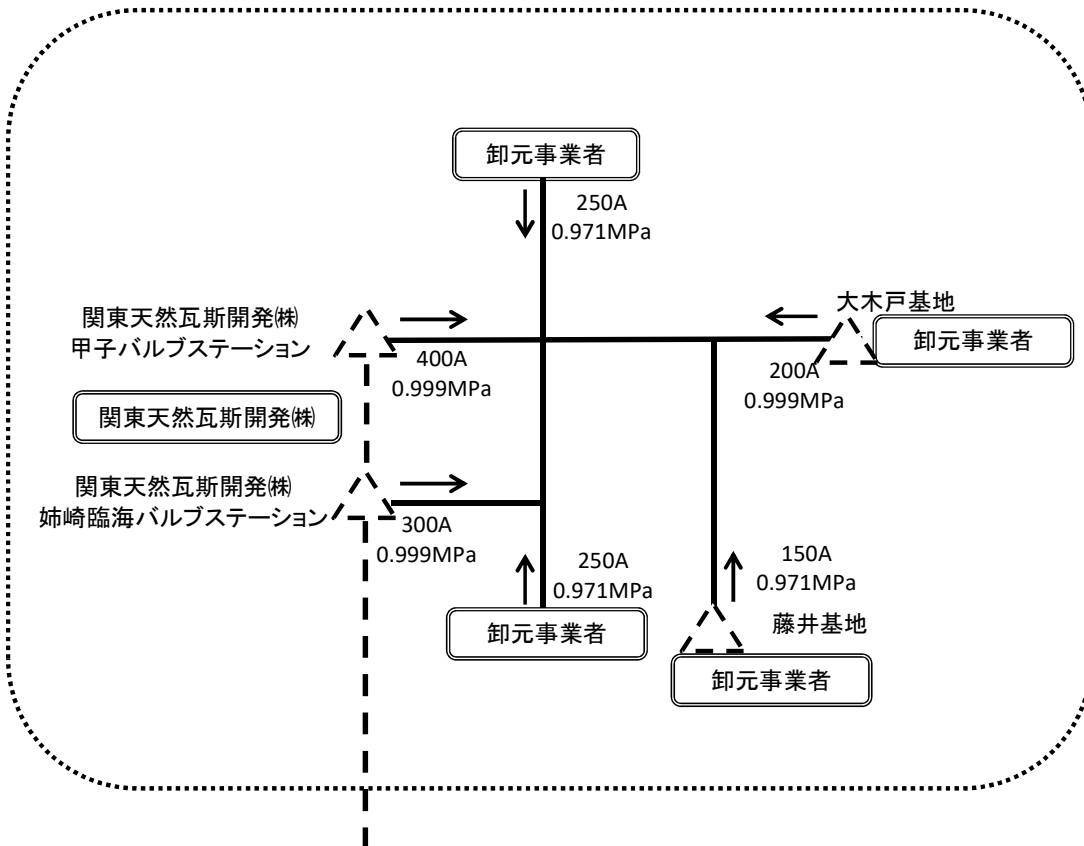 卸元事業者
250A
0.971MPa
関東天然瓦斯開発㈱
甲子バルブステーション
400A
0.999MPa
大木戸基地
卸元事業者
200A
0.999MPa
関東天然瓦斯開発㈱
関東天然瓦斯開発㈱
姉崎臨海バルブステーション
300A
0.999MPa
250A
0.971MPa
卸元事業者
150A
0.971MPa
藤井基地
卸元事業者